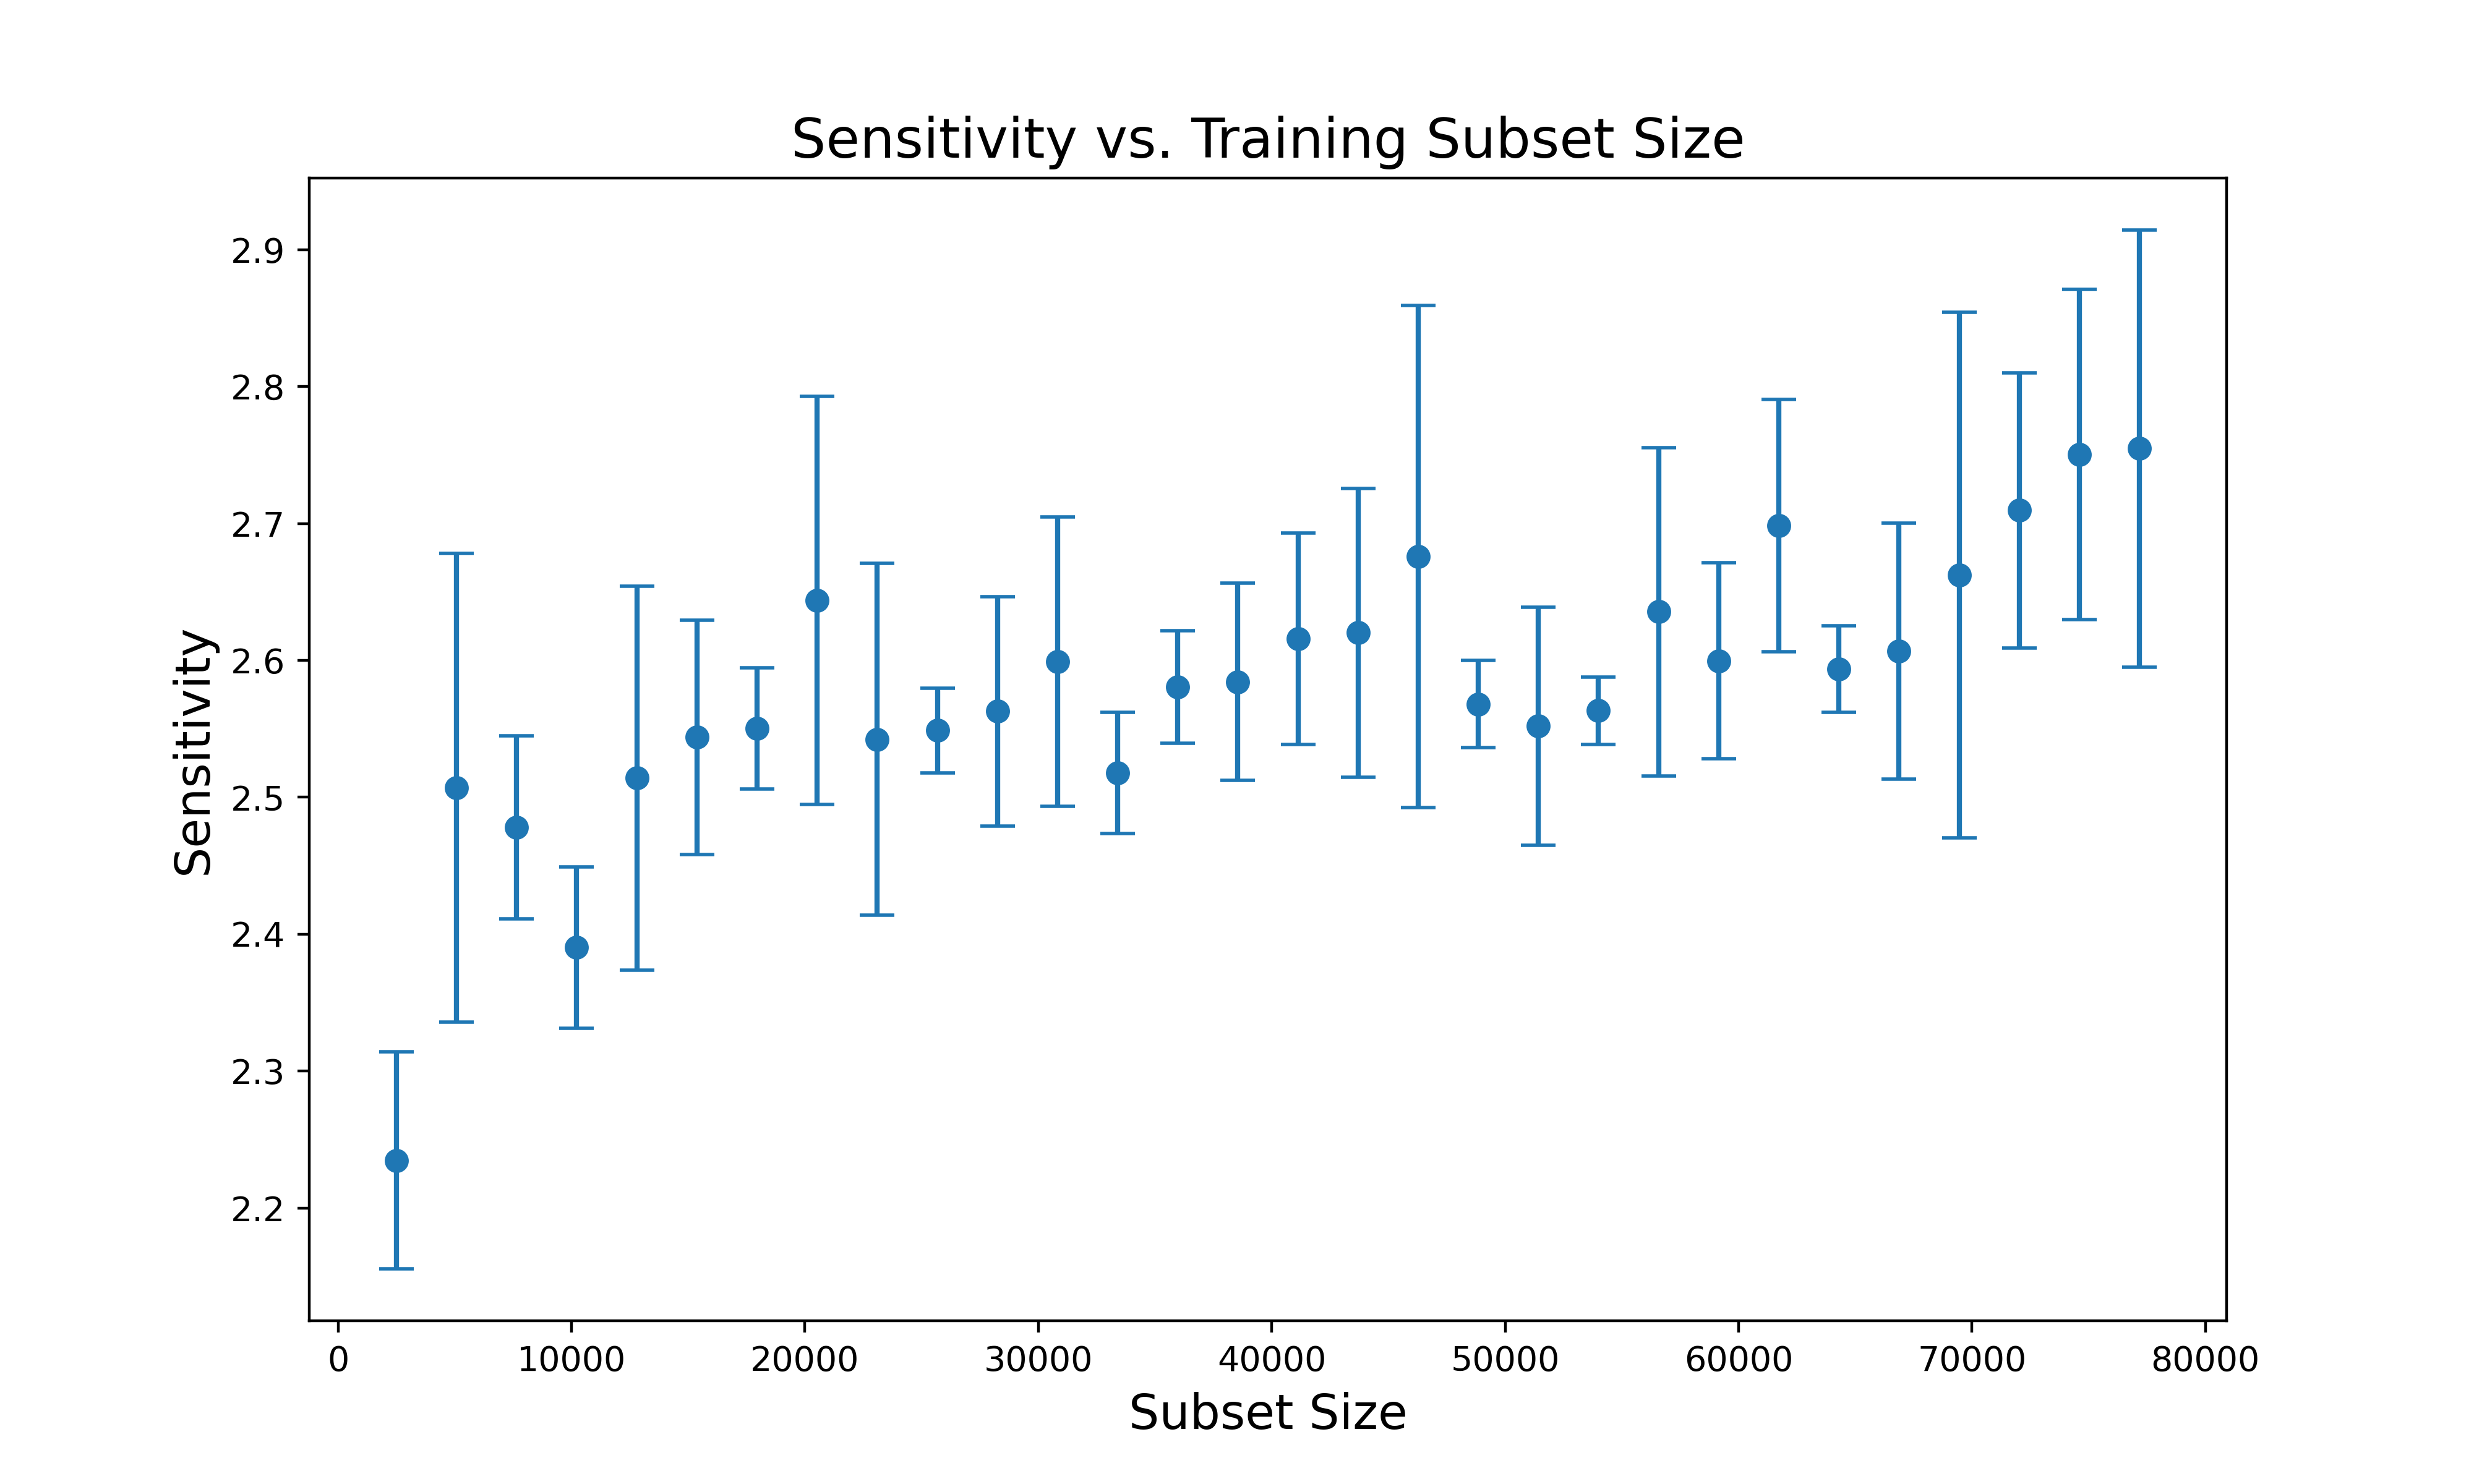 Sensitivity vs. Training Subset Size
2.9
2.8
2.7
2.6
2.5
2.4
2.3
2.2
Sensitivity
0 10000 20000 30000 40000 50000 60000 70000 80000
Subset Size